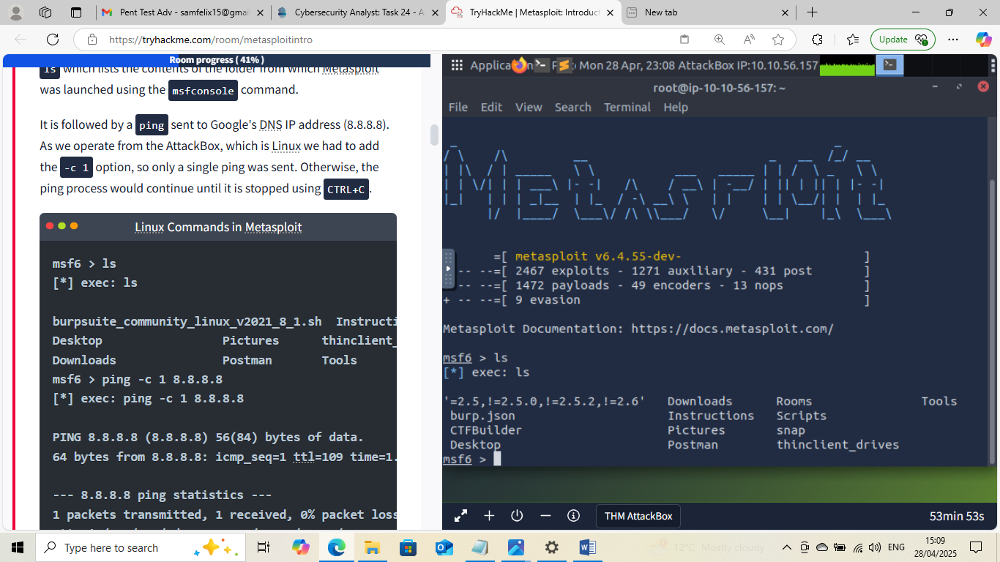 Pent Test Adv - samfelix15@gmai
Cybersecurity Analyst: Task 24 - A
TryHackMe | Metasploit: Introduct
New tab
https://tryhackme.com/room/metasploitintro
Update
Room progress ( 41% )
ls which lists the contents of the folder from which Metasploit
was launched using the msfconsole command.
It is followed by a ping sent to Google's DNS IP address (8.8.8.8).
As we operate from the AttackBox, which is Linux we had to add
the -c 1 option, so only a single ping was sent. Otherwise, the
ping process would continue until it is stopped using CTRL+C.
Linux Commands in Metasploit
msf6 > ls
[*] exec: ls
burpsuite_community_linux_v2021_8_1.sh Instructi
Desktop Pictures thinclient_
Downloads Postman Tools
msf6 > ping -c 1 8.8.8.8
[*] exec: ping -c 1 8.8.8.8
PING 8.8.8.8 (8.8.8.8) 56(84) bytes of data.
64 bytes from 8.8.8.8: icmp_seq=1 ttl=109 time=1.
--- 8.8.8.8 ping statistics ---
1 packets transmitted, 1 received, 0% packet loss
Applica Mon 28 Apr, 23:08 AttackBox IP:10.10.56.157
root@ip-10-10-56-157: ~
File Edit View Search Terminal Help
METASPLOIT
=[ metasploit v6.4.55-dev- ]
-- --=[ 2467 exploits - 1271 auxiliary - 431 post ]
-- --=[ 1472 payloads - 49 encoders - 13 nops ]
+ -- --=[ 9 evasion ]
Metasploit Documentation: https://docs.metasploit.com/
msf6 > ls
[*] exec: ls
'=2.5,!=2.5.0,!=2.5.2,!=2.6' Downloads Rooms Tools
burp.json Instructions Scripts
CTFBuilder Pictures snap
Desktop Postman thinclient_drives
msf6 >
THM AttackBox
53min 53s
Type here to search
12°C Mostly cloudy
ENG
15:09
28/04/2025